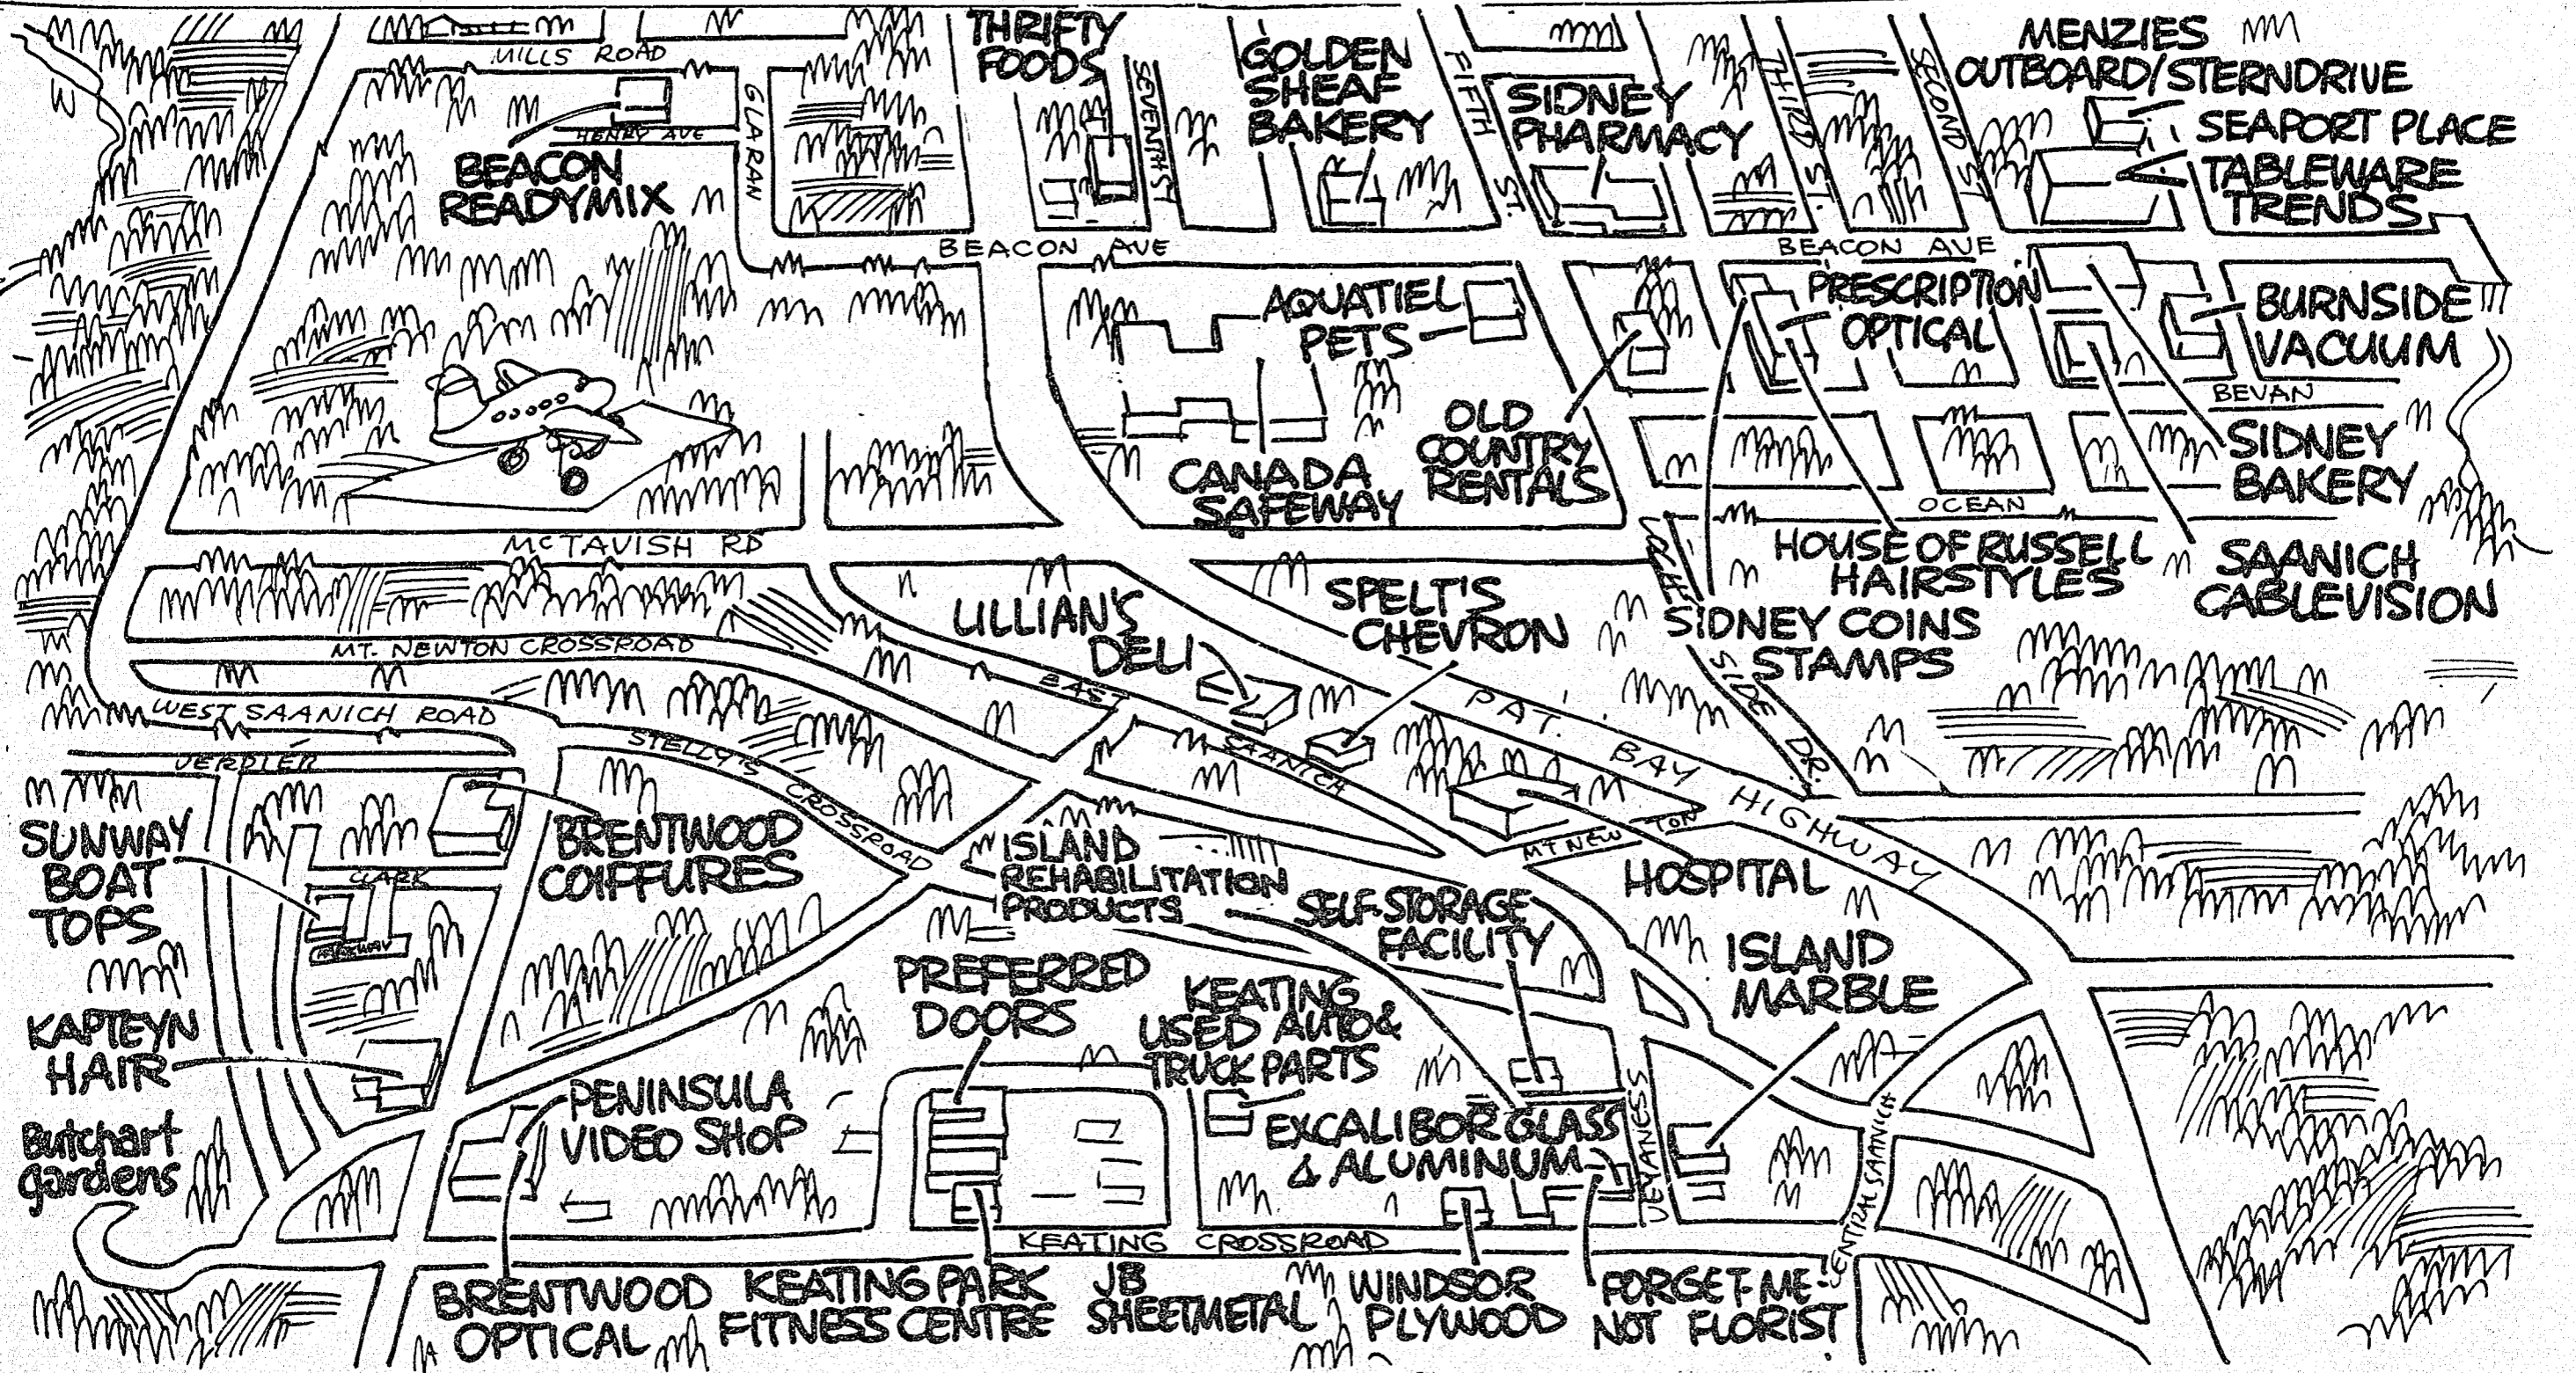 THRIFTY
FOODS
MENZIES
OUTBOARD/STERNDRIVE
MILLS ROAD
GOLDEN
SHEAF
BAKERY
SEVENTH ST
FIFTH
ST.
SIDNEY
PHARMACY
THIRD ST.
SECOND ST
SEAPORT PLACE
TABLEWARE
TRENDS
GLARAN
HENRY AVE
BEACON
READYMIX
BEACON AVE
BEACON AVE
AQUATIEL
PETS
PRESCRIPTION
OPTICAL
BURNSIDE
VACUUM
BEVAN
OLD
COUNTRY
RENTALS
CANADA
SAFEWAY
SIDNEY
BAKERY
OCEAN
McTAVISH RD
HOUSE OF RUSSELL
HAIRSTYLES
SAANICH
CABLEVISION
LILLIAN'S
DELI
SPELT'S
CHEVRON
SIDNEY COINS
STAMPS
LOCH
SIDE DR.
MT. NEWTON CROSSROAD
EAST
SAANICH
PAT. BAY HIGHWAY
WEST SAANICH ROAD
STELLY'S CROSSROAD
VERDIER
SUNWAY
BOAT
TOPS
BRENTWOOD
COIFFURES
CLARK
ISLAND
REHABILITATION
PRODUCTS
MT NEWTON
HOSPITAL
SELF-STORAGE
FACILITY
ISLAND
MARBLE
PREFERRED
DOORS
KEATING
USED AUTO &
TRUCK PARTS
KAPTEYN
HAIR
PENINSULA
VIDEO SHOP
EXCALIBOR GLASS
& ALUMINUM
VEYANESS
CENTRAL SAANICH
Butchart
gardens
KEATING CROSSROAD
BRENTWOOD
OPTICAL
KEATING PARK
FITNESS CENTRE
JB
SHEETMETAL
WINDSOR
PLYWOOD
FORGET-ME-
NOT FLORIST